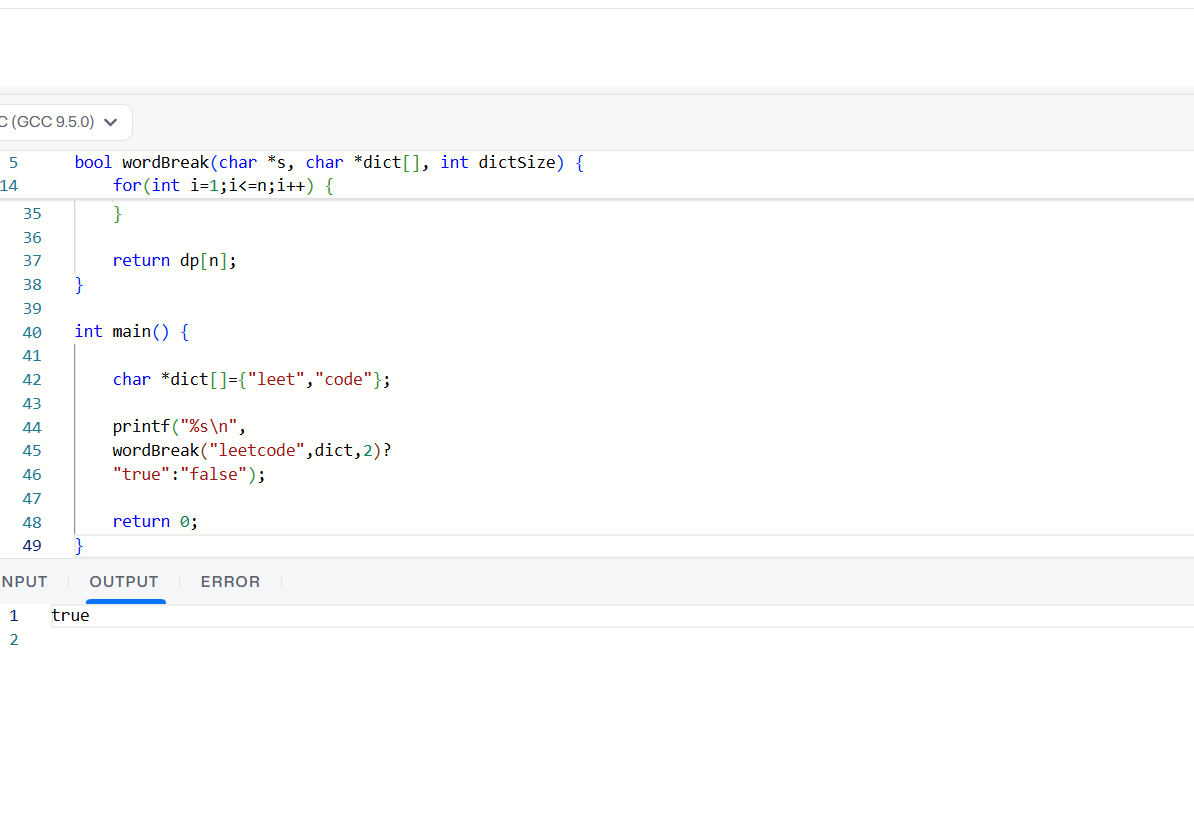 C (GCC 9.5.0)
5 bool wordBreak(char *s, char *dict[], int dictSize) {
14 for(int i=1;i<=n;i++) {
35 }
36
37 return dp[n];
38 }
39
40 int main() {
41
42 char *dict[]={"leet","code"};
43
44 printf("%s\n",
45 wordBreak("leetcode",dict,2)?
46 "true":"false");
47
48 return 0;
49 }
NPUT OUTPUT ERROR
1 true
2